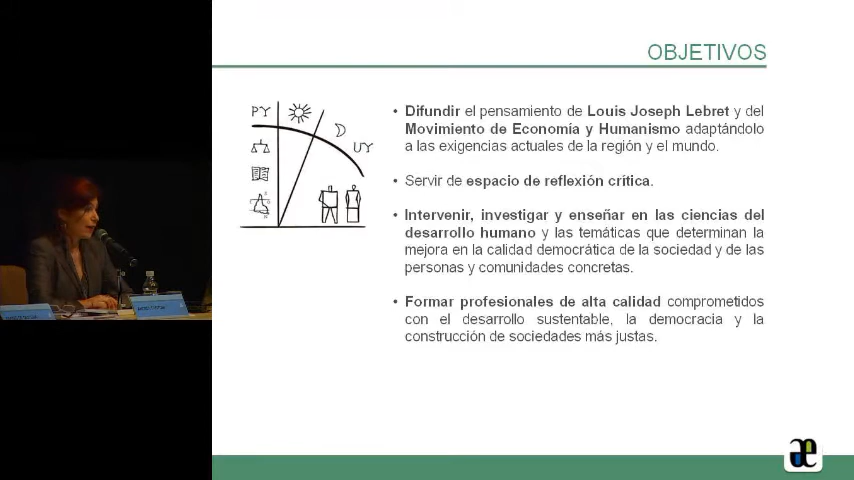 OBJETIVOS
PY
UY
• Difundir el pensamiento de Louis Joseph Lebret y del
Movimiento de Economía y Humanismo adaptándolo
a las exigencias actuales de la región y el mundo.
• Servir de espacio de reflexión crítica.
• Intervenir, investigar y enseñar en las ciencias del
desarrollo humano y las temáticas que determinan la
mejora en la calidad democrática de la sociedad y de las
personas y comunidades concretas.
• Formar profesionales de alta calidad comprometidos
con el desarrollo sustentable, la democracia y la
construcción de sociedades más justas.
æ